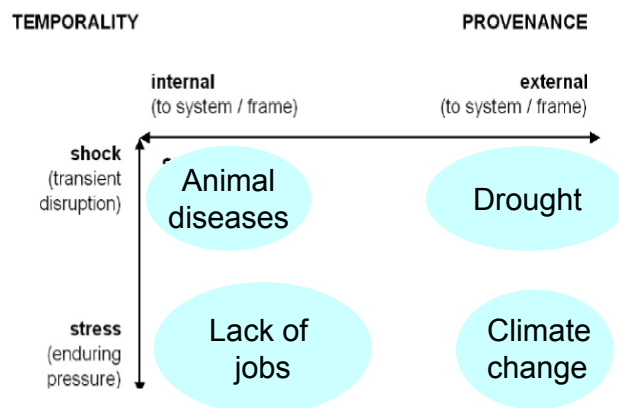 TEMPORALITY
PROVENANCE
internal
(to system / frame)
external
(to system / frame)
shock
(transient
disruption)
Animal
diseases
Drought
stress
(enduring
pressure)
Lack of
jobs
Climate
change